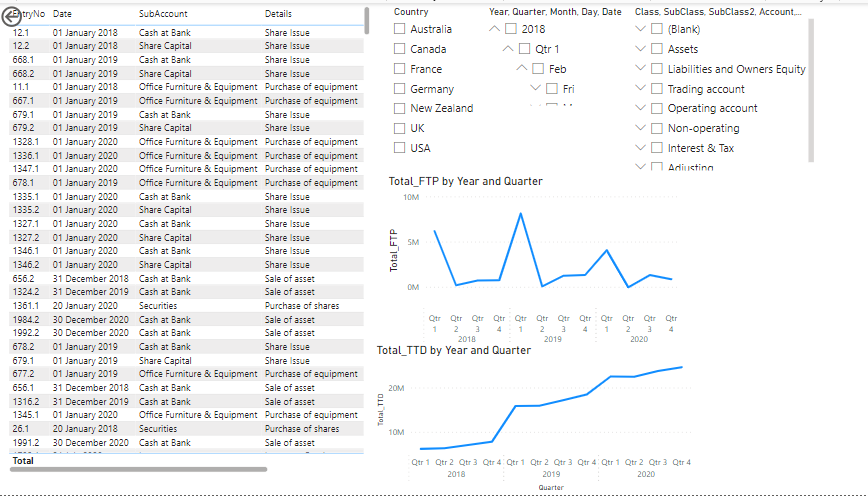 EntryNo Date SubAccount Details
12.1 01 January 2018 Cash at Bank Share Issue
12.2 01 January 2018 Share Capital Share Issue
668.1 01 January 2019 Cash at Bank Share Issue
668.2 01 January 2019 Share Capital Share Issue
11.1 01 January 2018 Office Furniture & Equipment Purchase of equipment
667.1 01 January 2019 Office Furniture & Equipment Purchase of equipment
679.1 01 January 2019 Cash at Bank Share Issue
679.2 01 January 2019 Share Capital Share Issue
1328.1 01 January 2020 Office Furniture & Equipment Purchase of equipment
1336.1 01 January 2020 Office Furniture & Equipment Purchase of equipment
1347.1 01 January 2020 Office Furniture & Equipment Purchase of equipment
678.1 01 January 2019 Office Furniture & Equipment Purchase of equipment
1335.1 01 January 2020 Cash at Bank Share Issue
1335.2 01 January 2020 Share Capital Share Issue
1327.1 01 January 2020 Cash at Bank Share Issue
1327.2 01 January 2020 Share Capital Share Issue
1346.1 01 January 2020 Cash at Bank Share Issue
1346.2 01 January 2020 Share Capital Share Issue
656.2 31 December 2018 Cash at Bank Sale of asset
1324.2 31 December 2019 Cash at Bank Sale of asset
1361.1 20 January 2020 Securities Purchase of shares
1984.2 30 December 2020 Cash at Bank Sale of asset
1992.2 30 December 2020 Cash at Bank Sale of asset
678.2 01 January 2019 Cash at Bank Share Issue
679.1 01 January 2019 Share Capital Share Issue
677.2 01 January 2019 Office Furniture & Equipment Purchase of equipment
656.1 31 December 2018 Cash at Bank Sale of asset
1316.2 31 December 2019 Cash at Bank Sale of asset
1345.1 01 January 2020 Office Furniture & Equipment Purchase of equipment
26.1 20 January 2018 Securities Purchase of shares
1991.2 30 December 2020 Cash at Bank Sale of asset
Total
Country
Australia
Canada
France
Germany
New Zealand
UK
USA
Year, Quarter, Month, Day, Date
2018
Qtr 1
Feb
Fri
Class, SubClass, SubClass2, Account,...
(Blank)
Assets
Liabilities and Owners Equity
Trading account
Operating account
Non-operating
Interest & Tax
Adjusting
Total_FTP by Year and Quarter
Total_FTP
10M
5M
0M
Qtr Qtr Qtr Qtr Qtr Qtr Qtr Qtr Qtr Qtr Qtr Qtr
1 2 3 4 1 2 3 4 1 2 3 4
2018 2019 2020
Total_TTD by Year and Quarter
Total_TTD
20M
10M
Qtr 1 Qtr 2 Qtr 3 Qtr 4 Qtr 1 Qtr 2 Qtr 3 Qtr 4 Qtr 1 Qtr 2 Qtr 3 Qtr 4
2018 2019 2020
Quarter